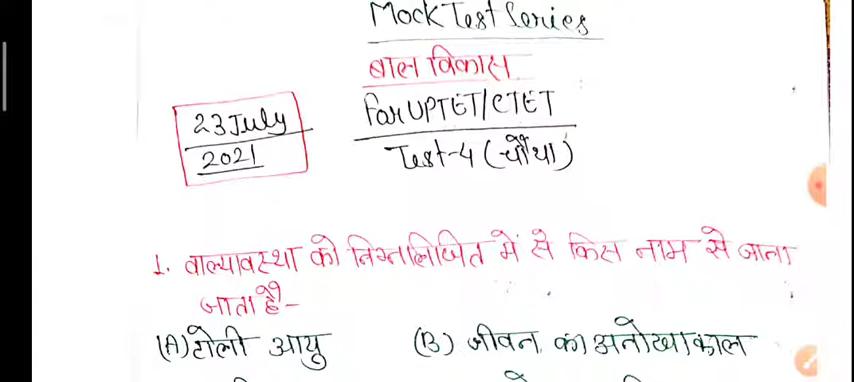 Mock Test Series
बाल विकास
For UPTET/CTET
23 July
2021
Test-4 (चौथा)
1. बाल्यावस्था को निम्नलिखित में से किस नाम से जाना
जाता है-
(A) टोली आयु (B) जीवन का अनोखा काल